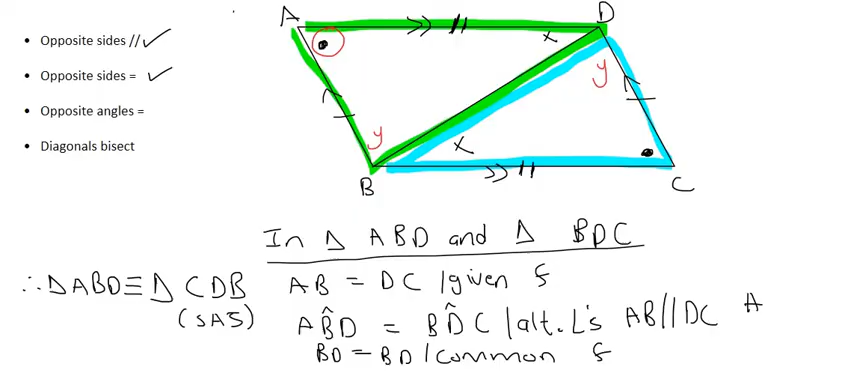 A
D
Opposite sides //
x
Opposite sides =
y
Opposite angles =
y
Diagonals bisect
x
B
C
In Δ ABD and Δ BDC
∴ΔABD≡Δ CDB
(SAS)
AB = DC |given S
AB̂D = BD̂C |alt.L's AB//DC A
BD = BD |common S